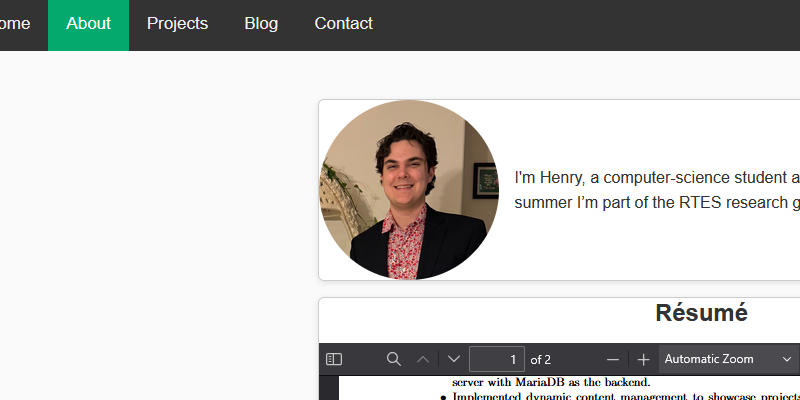 ome About Projects Blog Contact
I'm Henry, a computer-science student a
summer I’m part of the RTES research g
Résumé
1 of 2 Automatic Zoom
server with MariaDB as the backend.
• Implemented dynamic content management to showcase projects